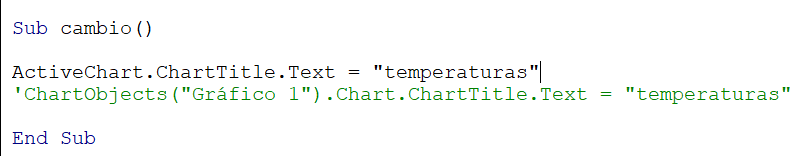 Sub cambio()
ActiveChart.ChartTitle.Text = "temperaturas"
'ChartObjects("Gráfico 1").Chart.ChartTitle.Text = "temperaturas"
End Sub